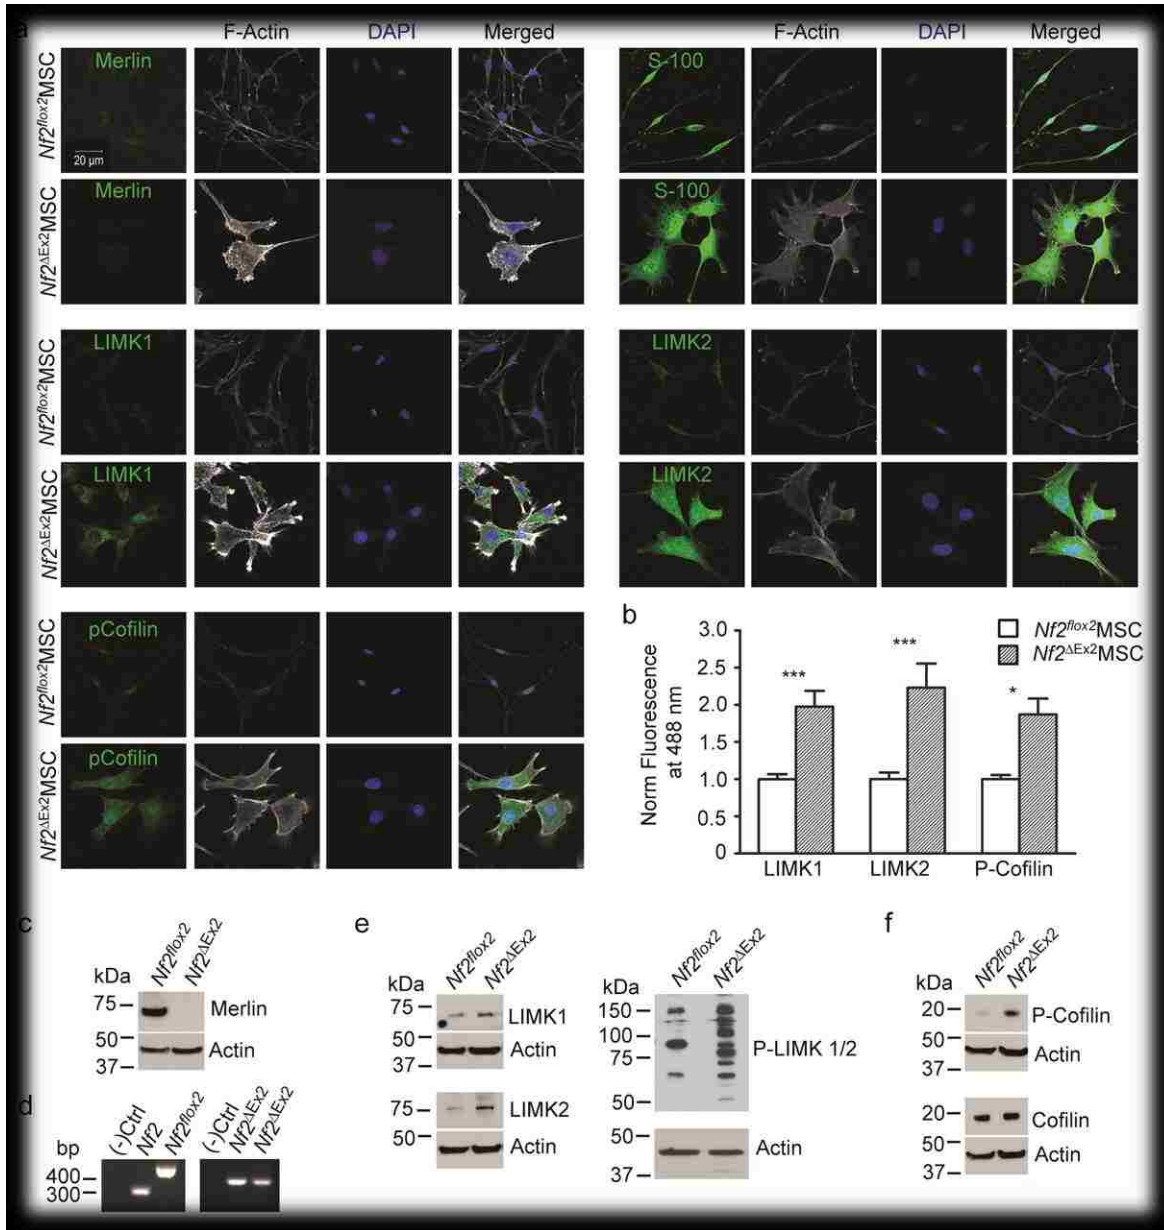 a
F-Actin DAPI Merged F-Actin DAPI Merged
Nf2flox2MSC Merlin S-100
20 µm
Nf2ΔEx2MSC Merlin S-100
Nf2flox2MSC LIMK1 LIMK2
Nf2ΔEx2MSC LIMK1 LIMK2
Nf2flox2MSC pCofilin
Nf2ΔEx2MSC pCofilin
b
Norm Fluorescence
at 488 nm
3.0
2.5
2.0
1.5
1.0
0.5
0
*** *** *
Nf2flox2MSC
Nf2ΔEx2MSC
LIMK1 LIMK2 P-Cofilin
c
Nf2flox2 Nf2ΔEx2
kDa
75 Merlin
50
37 Actin
d
(-)Ctrl Nf2 Nf2flox2 (-)Ctrl Nf2ΔEx2 Nf2ΔEx2
bp
400
300
e
Nf2flox2 Nf2ΔEx2
kDa
75 LIMK1
50
37 Actin
75 LIMK2
50 Actin
Nf2flox2 Nf2ΔEx2
kDa
150
100
75 P-LIMK 1/2
50
50
37 Actin
f
Nf2flox2 Nf2ΔEx2
kDa
20 P-Cofilin
50
37 Actin
20 Cofilin
50
37 Actin